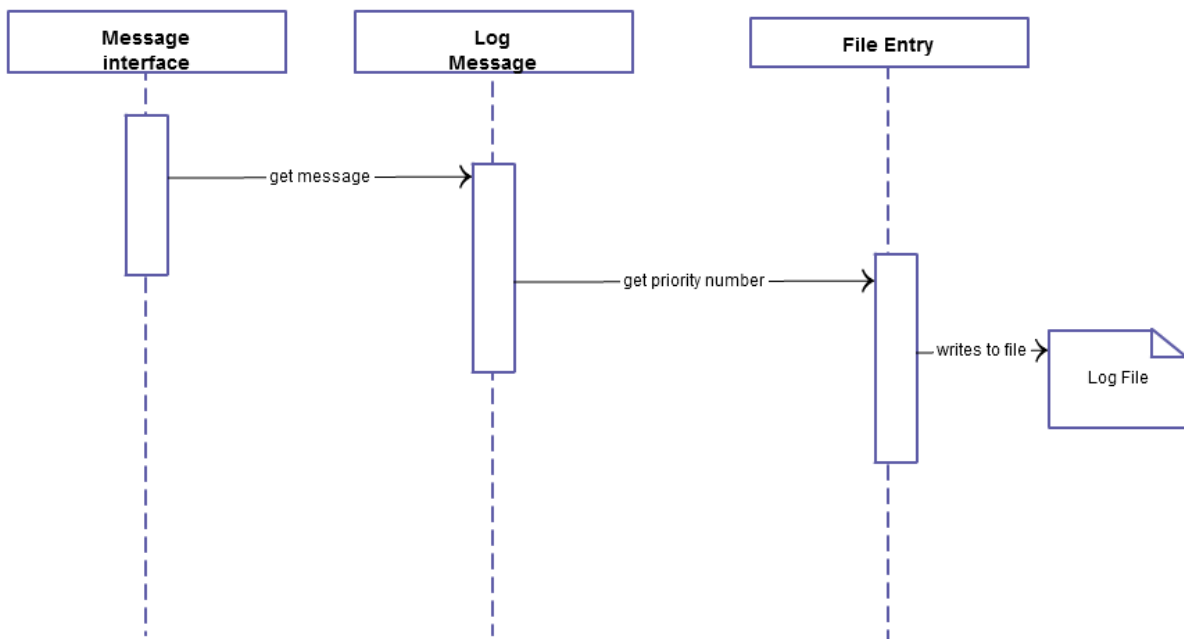 Message
interface
Log
Message
File Entry
get message
get priority number
writes to file
Log File